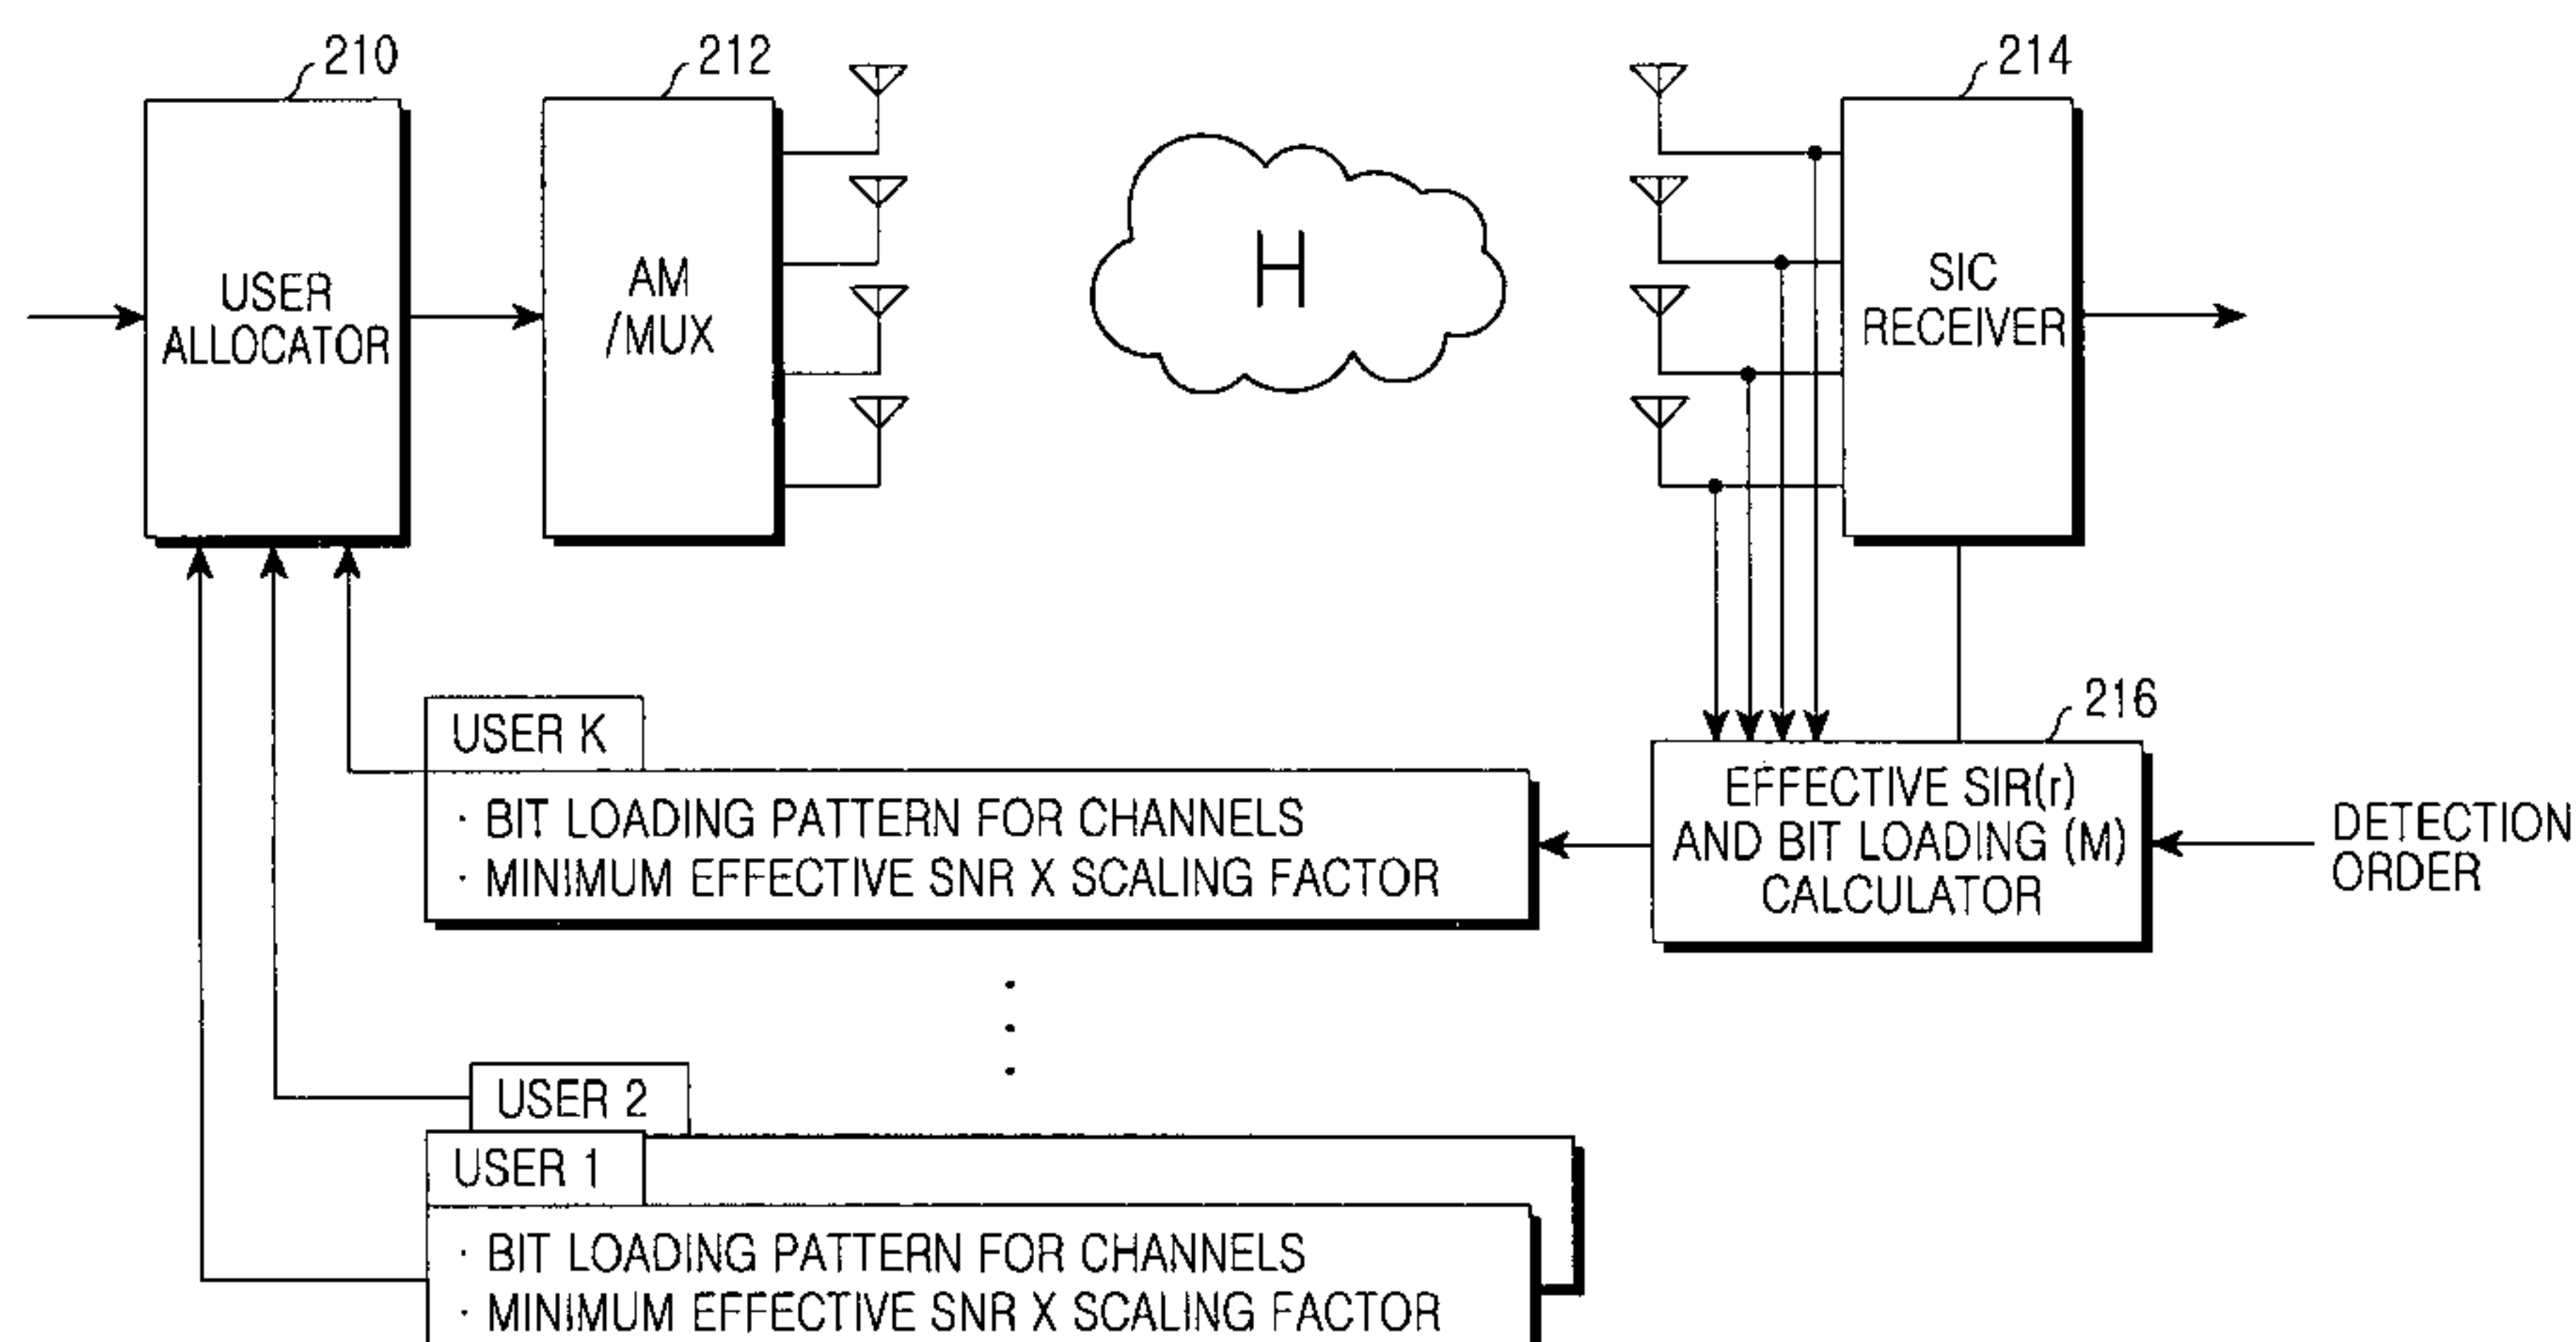 210
212
214
USER
ALLOCATOR
AM
/MUX
H
SIC
RECEIVER
216
USER K
· BIT LOADING PATTERN FOR CHANNELS
· MINIMUM EFFECTIVE SNR X SCALING FACTOR
EFFECTIVE SIR(r)
AND BIT LOADING (M)
CALCULATOR
DETECTION
ORDER
USER 2
USER 1
· BIT LOADING PATTERN FOR CHANNELS
· MINIMUM EFFECTIVE SNR X SCALING FACTOR